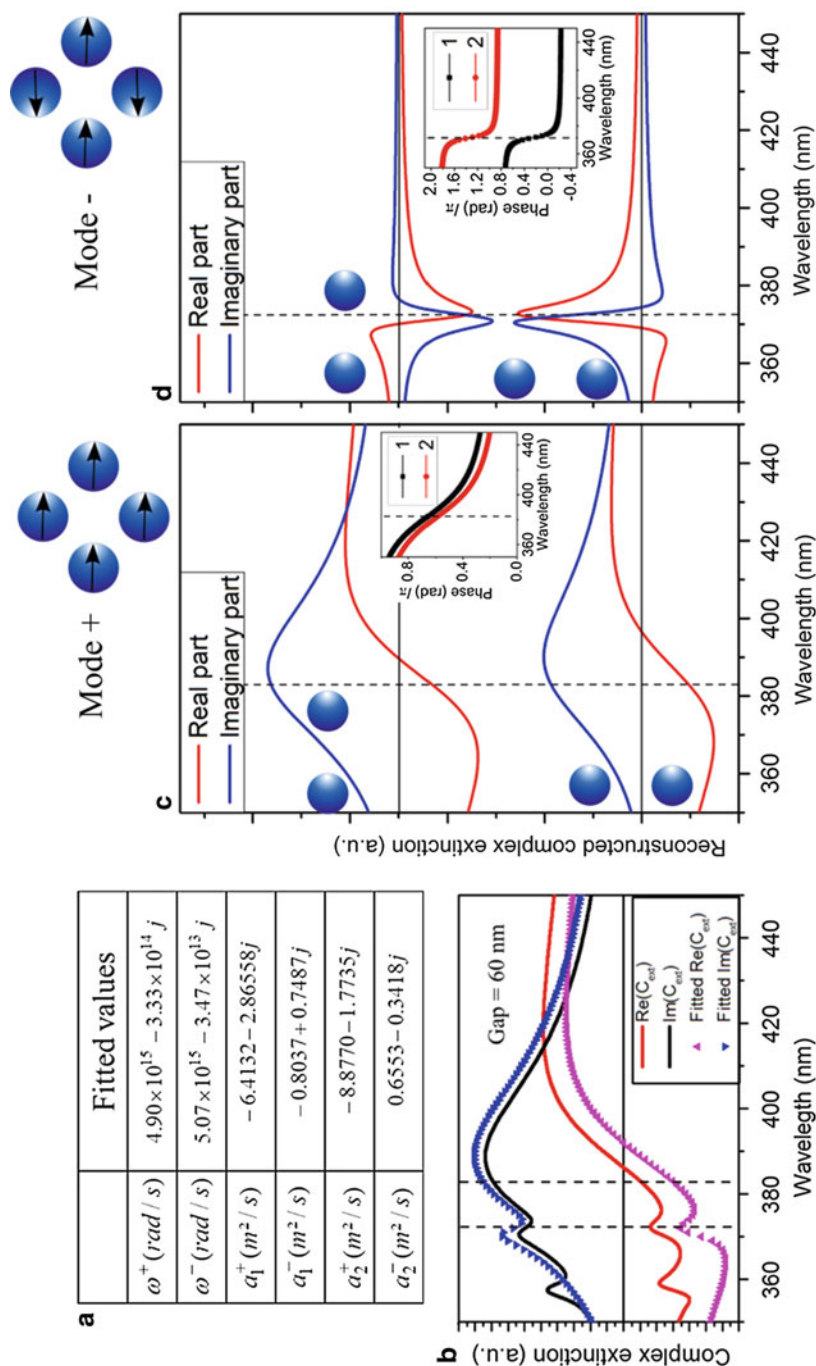 a
Fitted values
ω⁺ (rad / s) 4.90×10¹⁵ −3.33×10¹⁴ j
ω⁻ (rad / s) 5.07×10¹⁵ −3.47×10¹³ j
a₁⁺ (m² / s) −6.4132−2.86558j
a₁⁻ (m² / s) −0.8037+0.7487j
a₂⁺ (m² / s) −8.8770−1.7735j
a₂⁻ (m² / s) 0.6553−0.3418j
b
Complex extinction (a.u.)
Gap = 60 nm
Re(C_ext)
Im(C_ext)
Fitted Re(C_ext)
Fitted Im(C_ext)
360 380 400 420 440
Wavelegth (nm)
Mode +
c
Real part
Imaginary part
Reconstructed complex extinction (a.u.)
Phase (rad) /π
0.8
0.4
0.0
1
2
360 400 440
Wavelength (nm)
360 380 400 420 440
Wavelength (nm)
Mode -
d
Real part
Imaginary part
Phase (rad) /π
2.0
1.6
1.2
0.8
0.4
0.0
-0.4
1
2
360 400 440
Wavelength (nm)
360 380 400 420 440
Wavelength (nm)